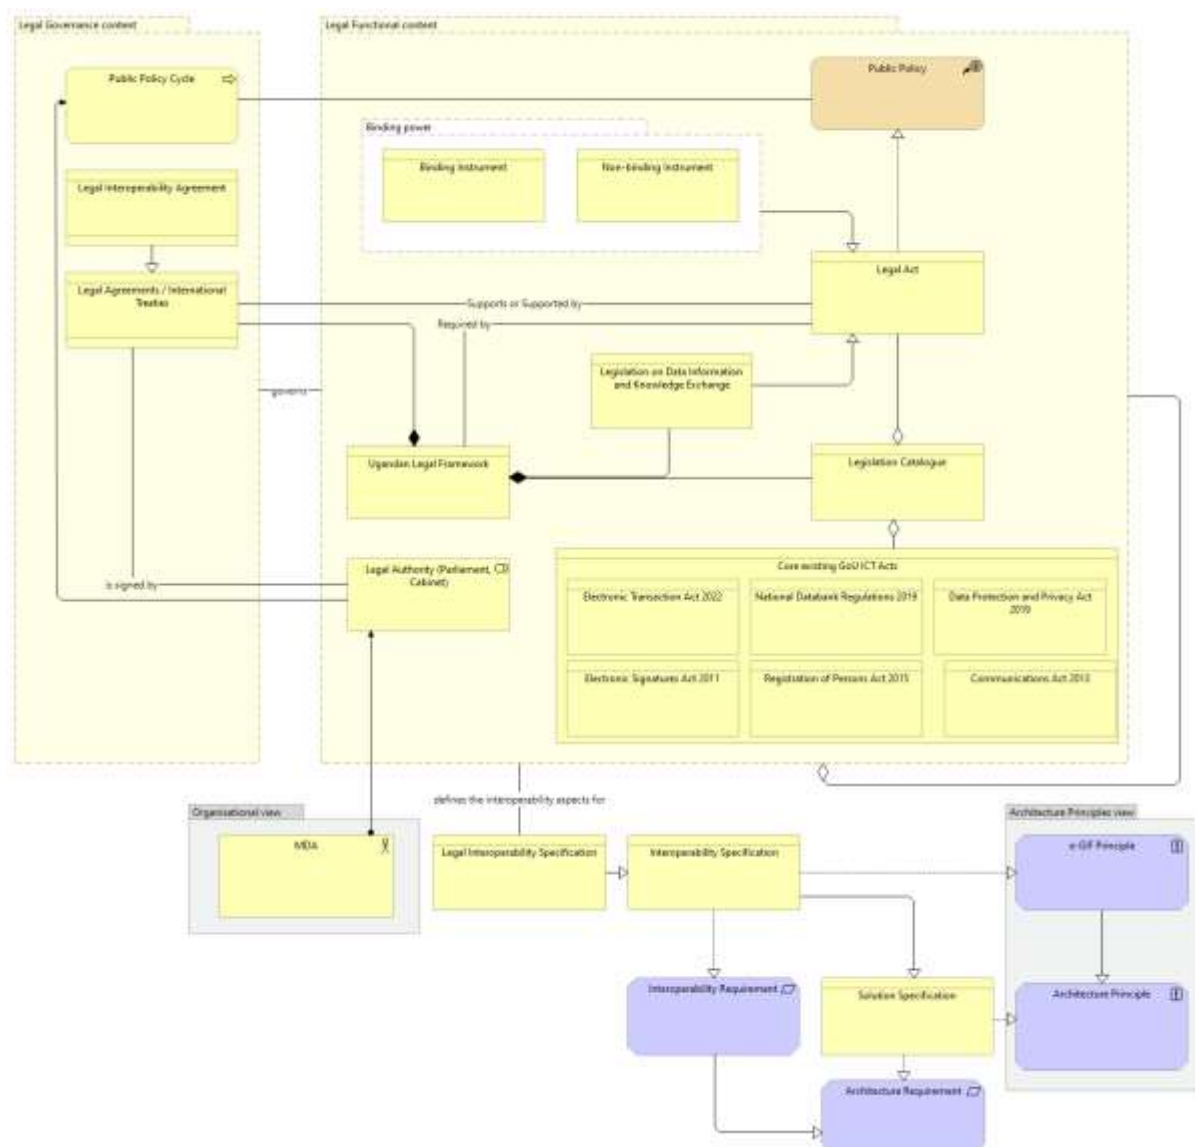 Legal Governance content
Legal Functional content
Public Policy Cycle
Public Policy
Binding power
Binding Instrument
Non-binding Instrument
Legal Interoperability Agreement
Legal Act
Legal Agreements / International
Treaties
Supports or Supported by
Required by
Legislation on Data Information
and Knowledge Exchange
governs
Ugandan Legal Framework
Legislation Catalogue
Legal Authority (Parliament,
Cabinet)
is signed by
Core existing GoU ICT Acts
Electronic Transaction Act 2022
National Databank Regulations 2019
Data Protection and Privacy Act
2019
Electronic Signatures Act 2011
Registration of Persons Act 2015
Communications Act 2013
defines the interoperability aspects for
Organisational view
MDA
Legal Interoperability Specification
Interoperability Specification
Architecture Principles view
e-GIF Principle
Interoperability Requirement
Solution Specification
Architecture Principle
Architecture Requirement